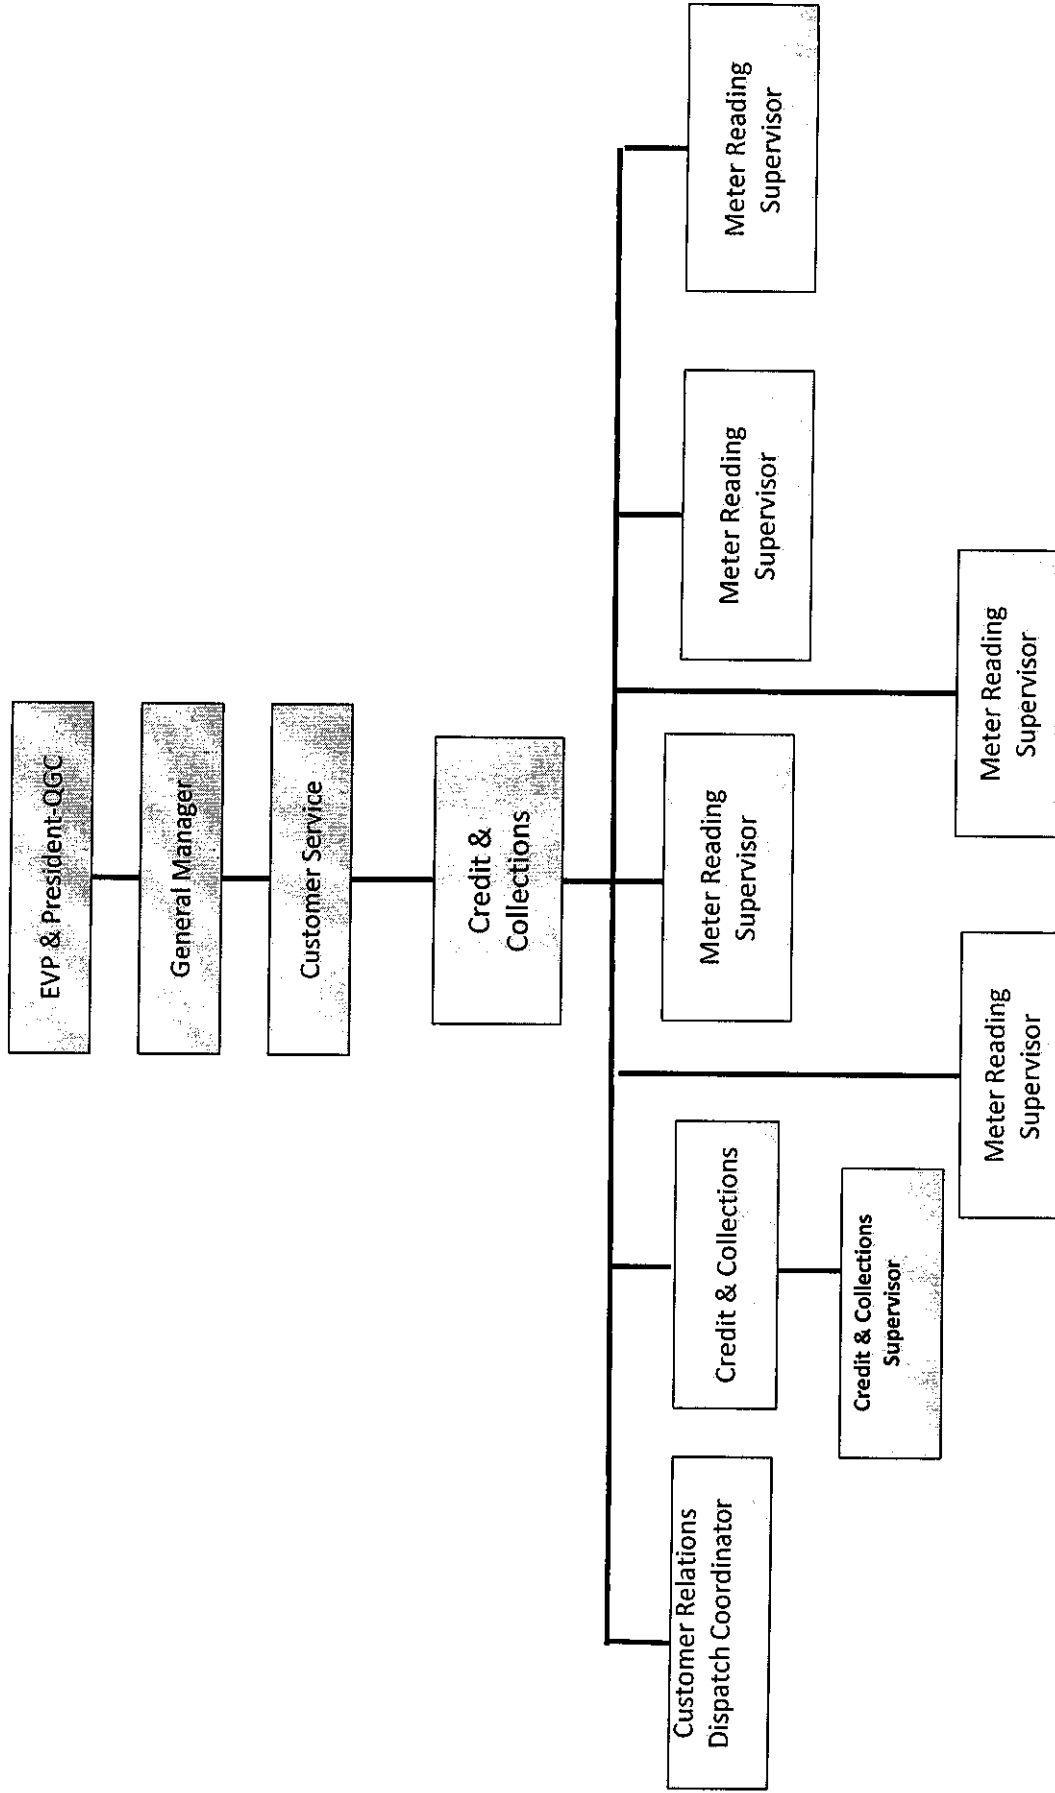 EVP & President-QGC
General Manager
Customer Service
Credit &
Collections
Customer Relations
Dispatch Coordinator
Credit & Collections
Meter Reading
Supervisor
Meter Reading
Supervisor
Meter Reading
Supervisor
Credit & Collections
Supervisor
Meter Reading
Supervisor
Meter Reading
Supervisor